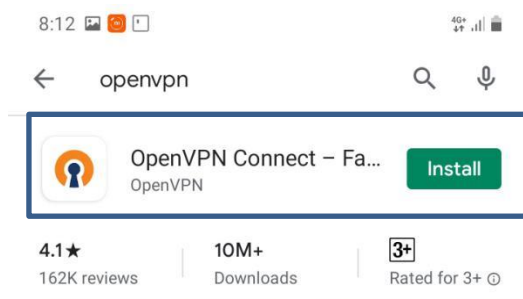 8:12
4G+
openvpn
OpenVPN Connect – Fa...
OpenVPN
Install
4.1★ 10M+ 3+
162K reviews Downloads Rated for 3+